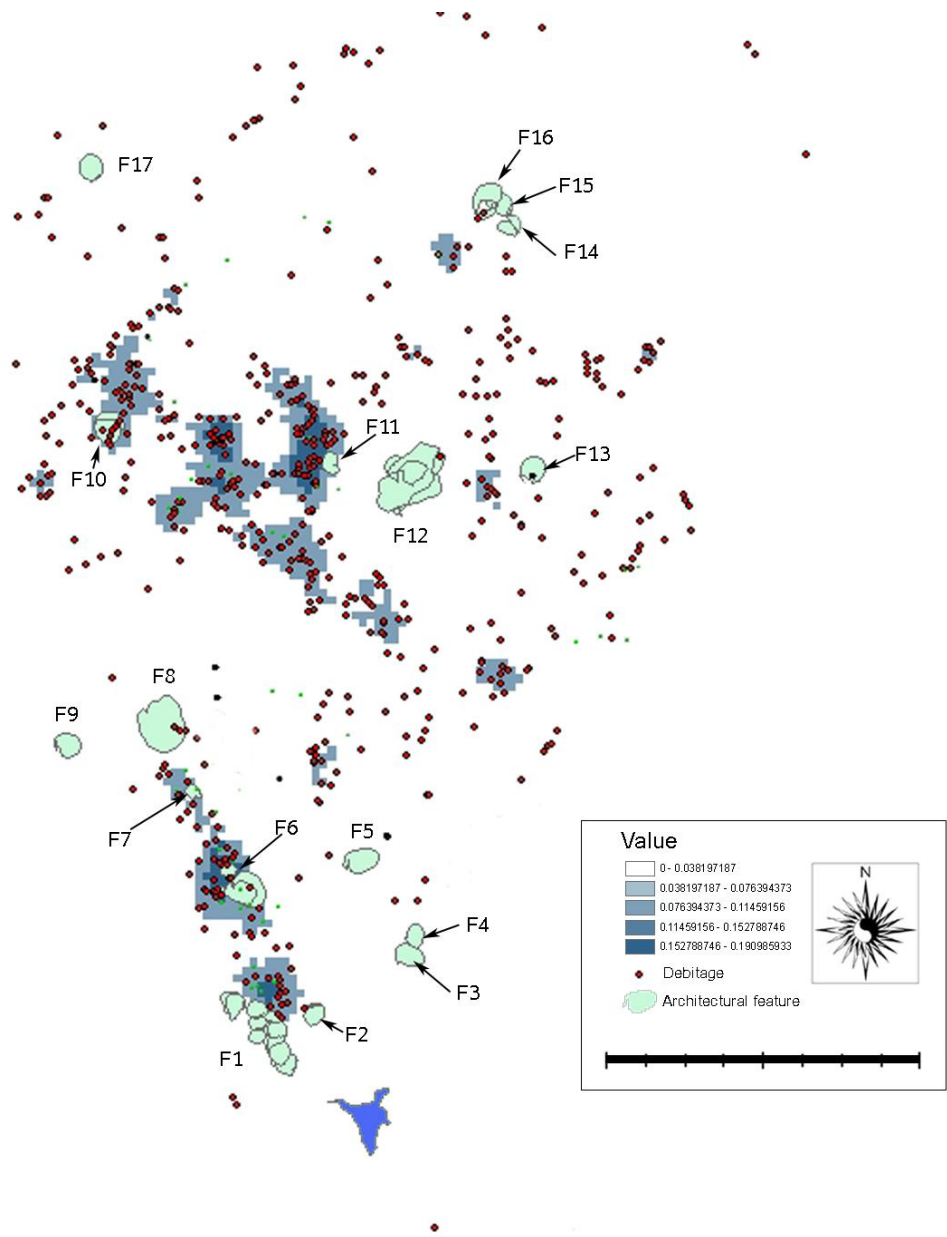 F16
F17
F15
F14
F11
F13
F10
F12
F8
F9
F6
F7
F5
F4
F3
F2
F1
Value
N
0 - 0.038197187
0.038197187 - 0.076394373
0.076394373 - 0.11459156
0.11459156 - 0.152788746
0.152788746 - 0.190985933
Debitage
Architectural feature